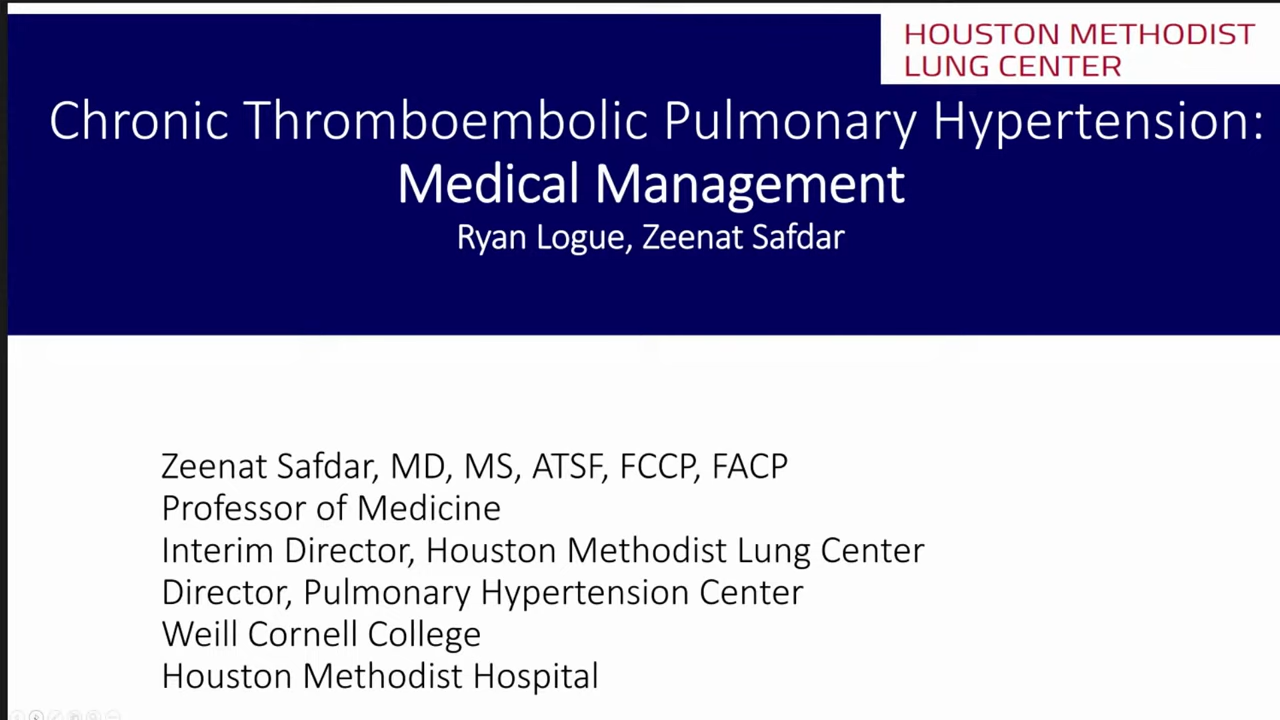 HOUSTON METHODIST
LUNG CENTER
Chronic Thromboembolic Pulmonary Hypertension:
Medical Management
Ryan Logue, Zeenat Safdar
Zeenat Safdar, MD, MS, ATSF, FCCP, FACP
Professor of Medicine
Interim Director, Houston Methodist Lung Center
Director, Pulmonary Hypertension Center
Weill Cornell College
Houston Methodist Hospital